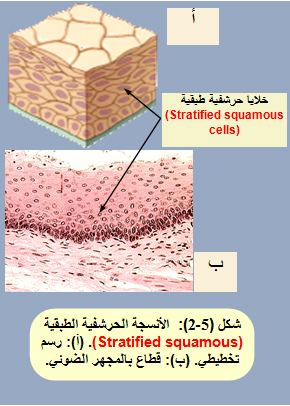 أ
خلايا حرشفية طبقية
(Stratified squamous
cells)
ب
شكل (5-2): الأنسجة الحرشفية الطبقية
(Stratified squamous). (أ): رسم
تخطيطي. (ب): قطاع بالمجهر الضوئي.